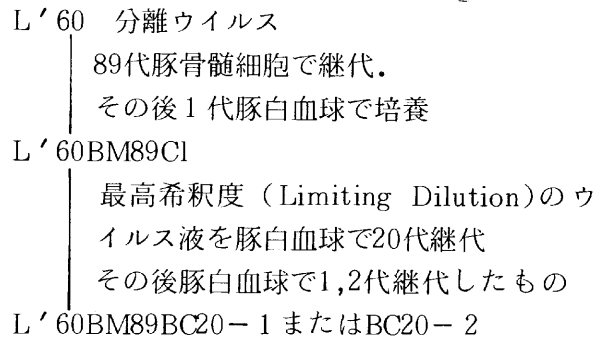 L′60 分離ウイルス
89代豚骨髄細胞で継代.
その後1代豚白血球で培養
L′60BM89Cl
最高希釈度(Limiting Dilution)のウ
イルス液を豚白血球で20代継代
その後豚白血球で1,2代継代したもの
L′60BM89BC20−1またはBC20−2